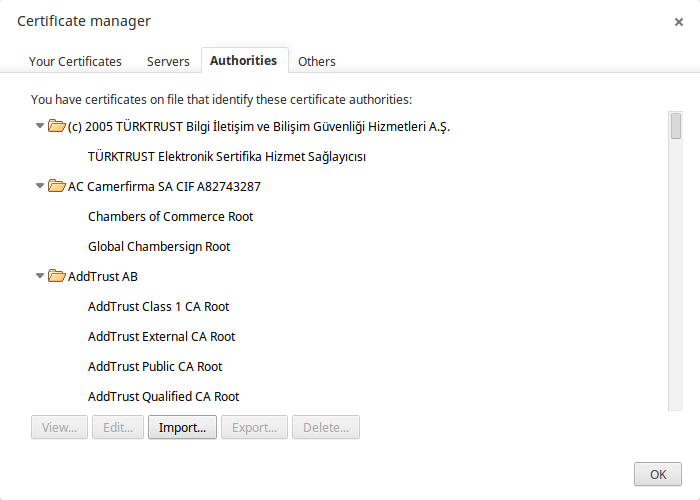 Certificate manager
Your Certificates
Servers
Authorities
Others
You have certificates on file that identify these certificate authorities:
(c) 2005 TÜRKTRUST Bilgi İletişim ve Bilişim Güvenliği Hizmetleri A.Ş.
TÜRKTRUST Elektronik Sertifika Hizmet Sağlayıcısı
AC Camerfirma SA CIF A82743287
Chambers of Commerce Root
Global Chambersign Root
AddTrust AB
AddTrust Class 1 CA Root
AddTrust External CA Root
AddTrust Public CA Root
AddTrust Qualified CA Root
View...
Edit...
Import...
Export...
Delete...
OK